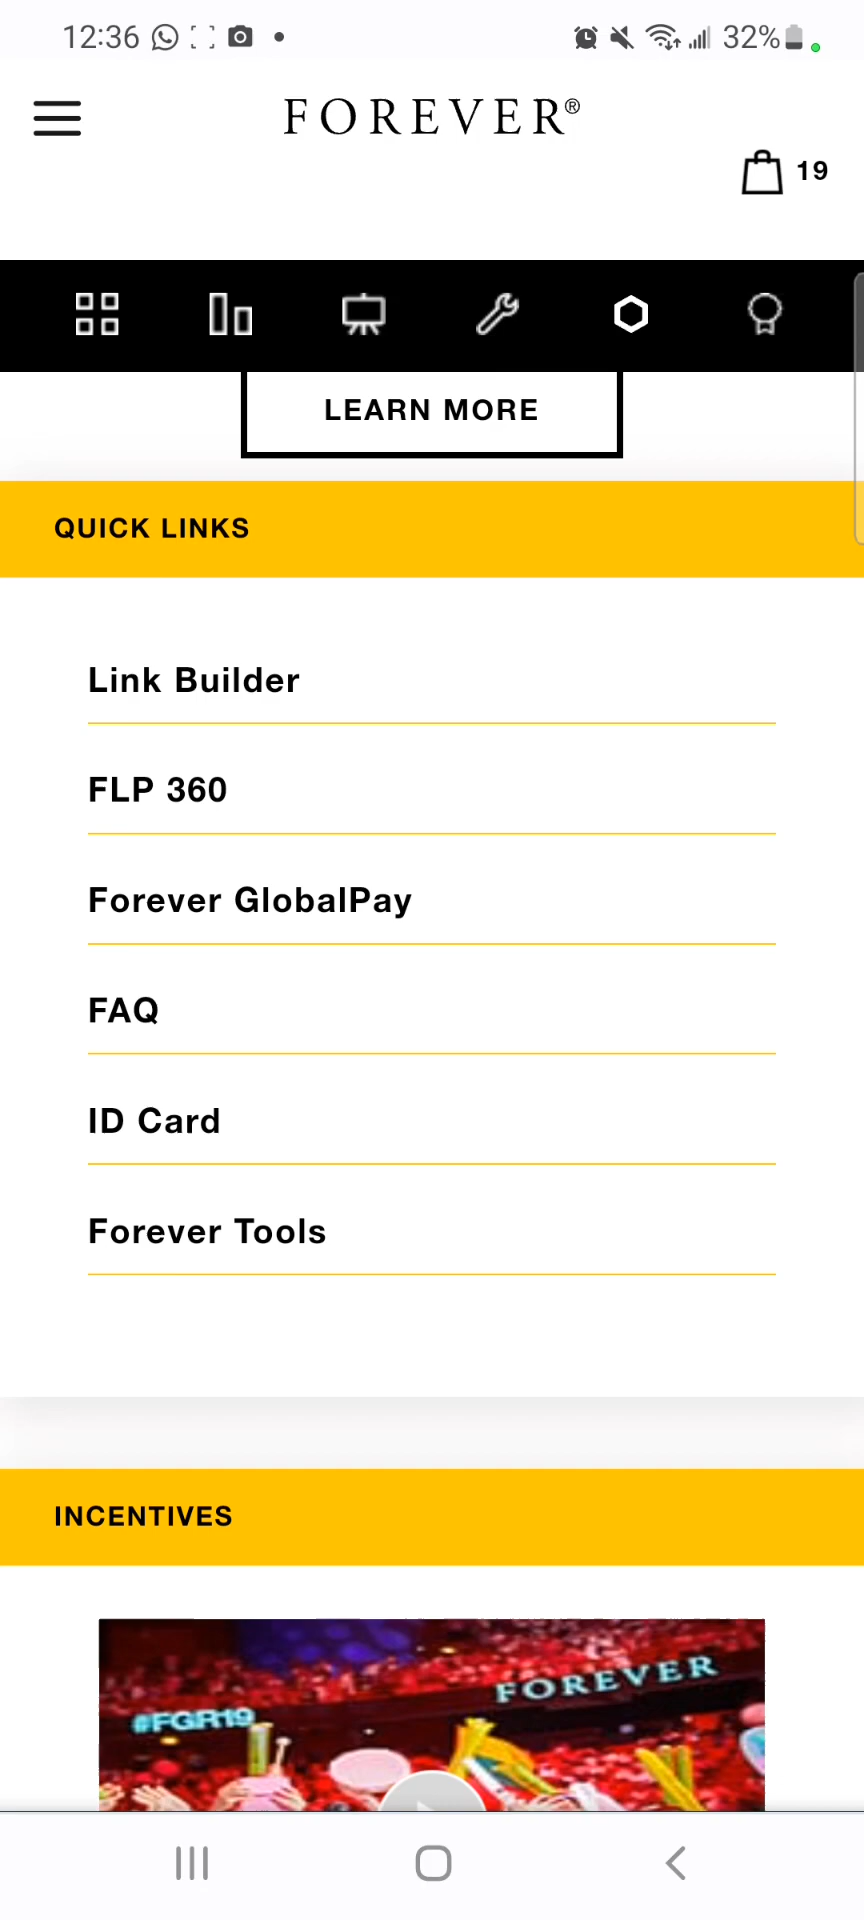 12:36
32%
FOREVER®
19
LEARN MORE
QUICK LINKS
Link Builder
FLP 360
Forever GlobalPay
FAQ
ID Card
Forever Tools
INCENTIVES
FOREVER
#FGR19